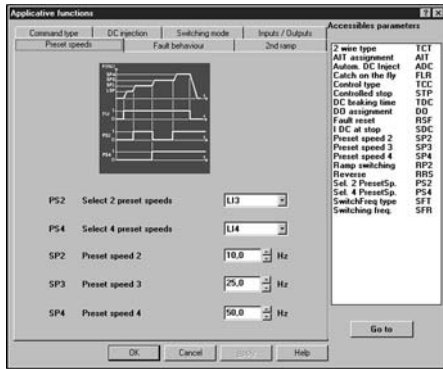 Applicative functions
Command type DC injection Switching mode Inputs / Outputs
Preset speeds Fault behaviour 2nd ramp
PS2 Select 2 preset speeds LI3
PS4 Select 4 preset speeds LI4
SP2 Preset speed 2 10,0 Hz
SP3 Preset speed 3 25,0 Hz
SP4 Preset speed 4 50,0 Hz
OK Cancel Apply Help
Accessibles parameters
2 wire type TCT
AIT assignment AIT
Autom. DC Inject ADC
Catch on the fly FLR
Control type TCC
Controlled stop STP
DC braking time TDC
DO assignment DO
Fault reset RSF
I DC at stop SDC
Preset speed 2 SP2
Preset speed 3 SP3
Preset speed 4 SP4
Ramp switching RP2
Reverse RRS
Sel. 2 PresetSp. PS2
Sel. 4 PresetSp. PS4
SwitchFreq type SFT
Switching freq. SFR
Go to